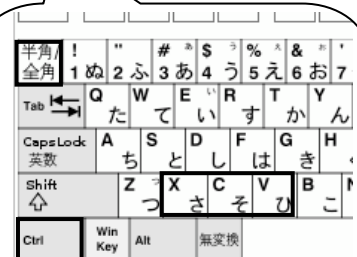 半角/ ! " # ぁ $ ぅ % ぇ & ぉ '
全角 1 ぬ 2 ふ 3 あ 4 う 5 え 6 お 7
Tab Q た W て E ぃ い R す T か Y ん
CapsLock 英数 A ち S と D し F は G き H
Shift Z っ つ X さ C そ V ひ B こ
Ctrl Win Key Alt 無変換